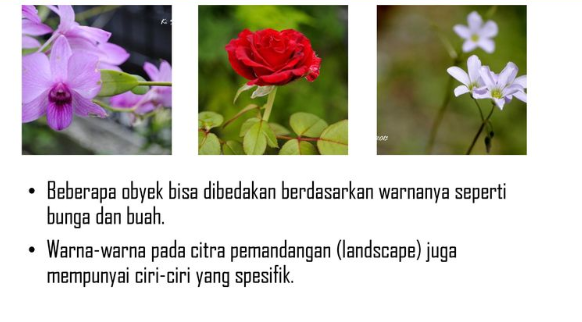 • Beberapa obyek bisa dibedakan berdasarkan warnanya seperti
bunga dan buah.
• Warna-warna pada citra pemandangan (landscape) juga
mempunyai ciri-ciri yang spesifik.